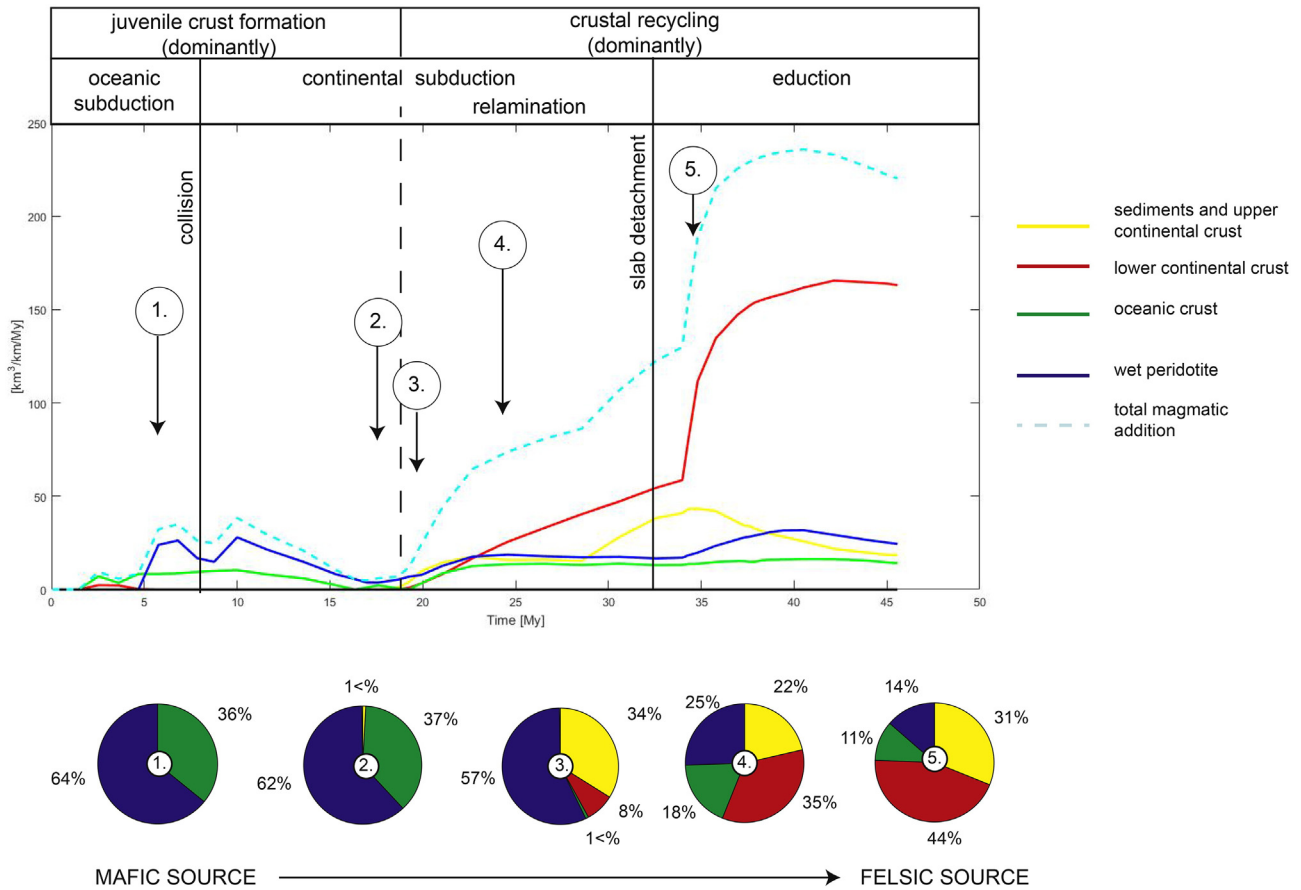 juvenile crust formation
(dominantly)
crustal recycling
(dominantly)
oceanic
subduction
continental subduction
relamination
eduction
250
200
150
100
50
0
[km³/km/My]
collision
slab detachment
1.
2.
3.
4.
5.
0 5 10 15 20 25 30 35 40 45 50
Time [My]
sediments and upper
continental crust
lower continental crust
oceanic crust
wet peridotite
total magmatic
addition
36%
64%
1.
1<%
37%
62%
2.
34%
57%
3.
8%
1<%
22%
25%
4.
18%
35%
14%
31%
11%
5.
44%
MAFIC SOURCE
FELSIC SOURCE